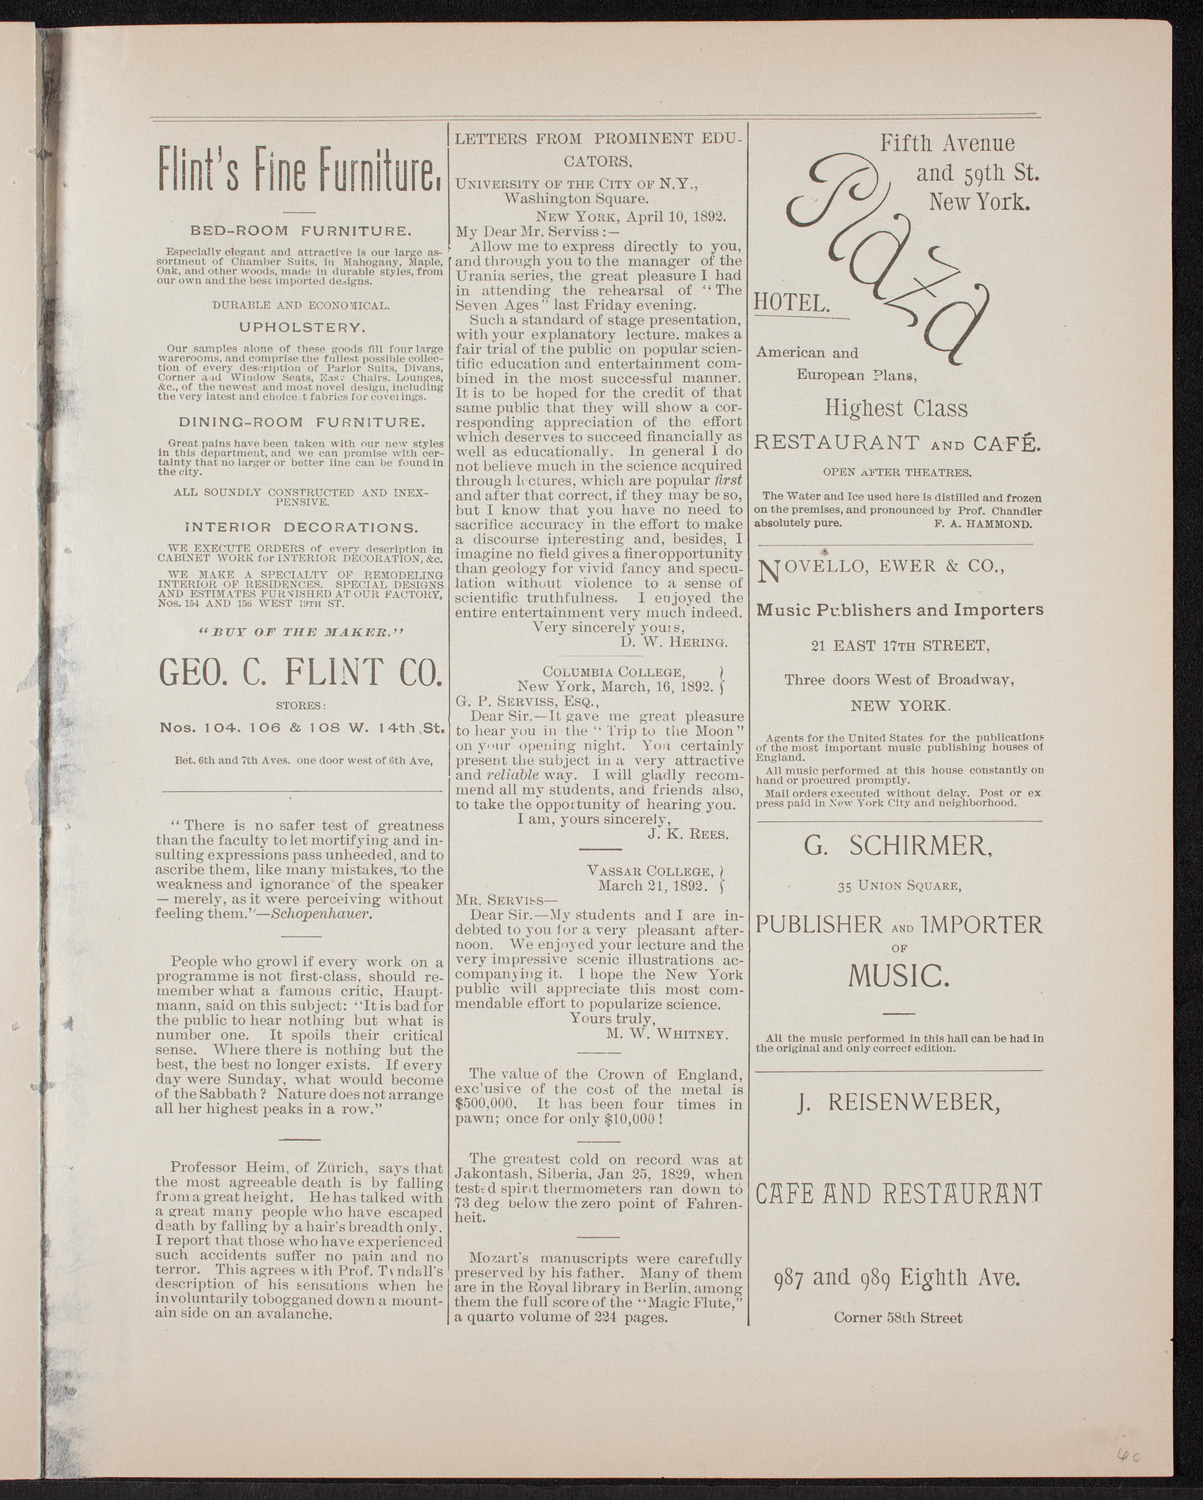 Flint's Fine Furniture.
BED-ROOM FURNITURE.
Especially elegant and attractive is our large as-
sortment of Chamber Suits, in Mahogany, Maple,
Oak, and other woods, made in durable styles, from
our own and the best imported designs.
DURABLE AND ECONOMICAL.
UPHOLSTERY.
Our samples alone of these goods fill four large
warerooms, and comprise the fullest possible collec-
tion of every description of Parlor Suits, Divans,
Corner and Window Seats, Easy Chairs, Lounges,
&c., of the newest and most novel design, including
the very latest and choicest fabrics for coverings.
DINING-ROOM FURNITURE.
Great pains have been taken with our new styles
in this department, and we can promise with cer-
tainty that no larger or better line can be found in
the city.
ALL SOUNDLY CONSTRUCTED AND INEX-
PENSIVE.
INTERIOR DECORATIONS.
WE EXECUTE ORDERS of every description in
CABINET WORK for INTERIOR DECORATION, &c.
WE MAKE A SPECIALTY OF REMODELING
INTERIOR OF RESIDENCES. SPECIAL DESIGNS
AND ESTIMATES FURNISHED AT OUR FACTORY,
Nos. 154 AND 156 WEST 19TH ST.
"BUY OF THE MAKER."
GEO. C. FLINT CO.
STORES:
Nos. 104, 106 & 108 W. 14th St.
Bet. 6th and 7th Aves. one door west of 6th Ave,
"There is no safer test of greatness
than the faculty to let mortifying and in-
sulting expressions pass unheeded, and to
ascribe them, like many mistakes, to the
weakness and ignorance of the speaker
— merely, as it were perceiving without
feeling them."—Schopenhauer.
People who growl if every work on a
programme is not first-class, should re-
member what a famous critic, Haupt-
mann, said on this subject: "It is bad for
the public to hear nothing but what is
number one. It spoils their critical
sense. Where there is nothing but the
best, the best no longer exists. If every
day were Sunday, what would become
of the Sabbath? Nature does not arrange
all her highest peaks in a row."
Professor Heim, of Zürich, says that
the most agreeable death is by falling
from a great height. He has talked with
a great many people who have escaped
death by falling by a hair's breadth only.
I report that those who have experienced
such accidents suffer no pain and no
terror. This agrees with Prof. Tyndall's
description of his sensations when he
involuntarily tobogganed down a mount-
ain side on an avalanche.
LETTERS FROM PROMINENT EDU-
CATORS,
UNIVERSITY OF THE CITY OF N.Y.,
Washington Square.
NEW YORK, April 10, 1892.
My Dear Mr. Serviss:—
Allow me to express directly to you,
and through you to the manager of the
Urania series, the great pleasure I had
in attending the rehearsal of "The
Seven Ages" last Friday evening.
Such a standard of stage presentation,
with your explanatory lecture, makes a
fair trial of the public on popular scien-
tific education and entertainment com-
bined in the most successful manner.
It is to be hoped for the credit of that
same public that they will show a cor-
responding appreciation of the effort
which deserves to succeed financially as
well as educationally. In general I do
not believe much in the science acquired
through lectures, which are popular first
and after that correct, if they may be so,
but I know that you have no need to
sacrifice accuracy in the effort to make
a discourse interesting and, besides, I
imagine no field gives a finer opportunity
than geology for vivid fancy and specu-
lation without violence to a sense of
scientific truthfulness. I enjoyed the
entire entertainment very much indeed.
Very sincerely yours,
D. W. HERING.
COLUMBIA COLLEGE, }
New York, March, 16, 1892. }
G. P. SERVISS, ESQ.,
Dear Sir.—It gave me great pleasure
to hear you in the "Trip to the Moon"
on your opening night. You certainly
present the subject in a very attractive
and reliable way. I will gladly recom-
mend all my students, and friends also,
to take the opportunity of hearing you.
I am, yours sincerely,
J. K. REES.
VASSAR COLLEGE, }
March 21, 1892. }
MR. SERVISS—
Dear Sir.—My students and I are in-
debted to you for a very pleasant after-
noon. We enjoyed your lecture and the
very impressive scenic illustrations ac-
companying it. I hope the New York
public will appreciate this most com-
mendable effort to popularize science.
Yours truly,
M. W. WHITNEY.
The value of the Crown of England,
exclusive of the cost of the metal is
$500,000. It has been four times in
pawn; once for only $10,000!
The greatest cold on record was at
Jakontash, Siberia, Jan 25, 1829, when
tested spirit thermometers ran down to
73 deg below the zero point of Fahren-
heit.
Mozart's manuscripts were carefully
preserved by his father. Many of them
are in the Royal library in Berlin, among
them the full score of the "Magic Flute,"
a quarto volume of 224 pages.
Fifth Avenue
and 59th St.
New York.
Plaza
HOTEL.
American and
European Plans,
Highest Class
RESTAURANT AND CAFÉ.
OPEN AFTER THEATRES.
The Water and Ice used here is distilled and frozen
on the premises, and pronounced by Prof. Chandler
absolutely pure. F. A. HAMMOND.
NOVELLO, EWER & CO.,
Music Publishers and Importers
21 EAST 17TH STREET,
Three doors West of Broadway,
NEW YORK.
Agents for the United States for the publications
of the most important music publishing houses of
England.
All music performed at this house constantly on
hand or procured promptly.
Mail orders executed without delay. Post or ex
press paid in New York City and neighborhood.
G. SCHIRMER,
35 UNION SQUARE,
PUBLISHER AND IMPORTER
OF
MUSIC.
All the music performed in this hall can be had in
the original and only correct edition.
J. REISENWEBER,
CAFE AND RESTAURANT
987 and 989 Eighth Ave.
Corner 58th Street
6c